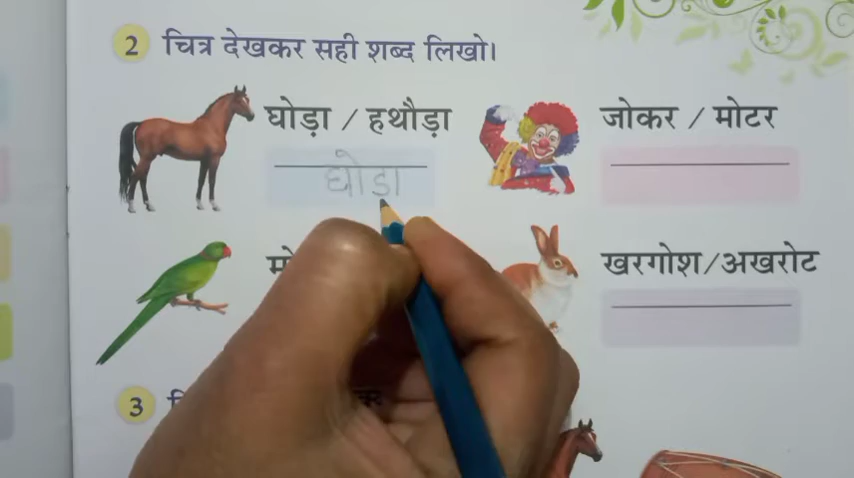 2 चित्र देखकर सही शब्द लिखो।
घोड़ा / हथौड़ा
जोकर / मोटर
घोडा
खरगोश/अखरोट
3